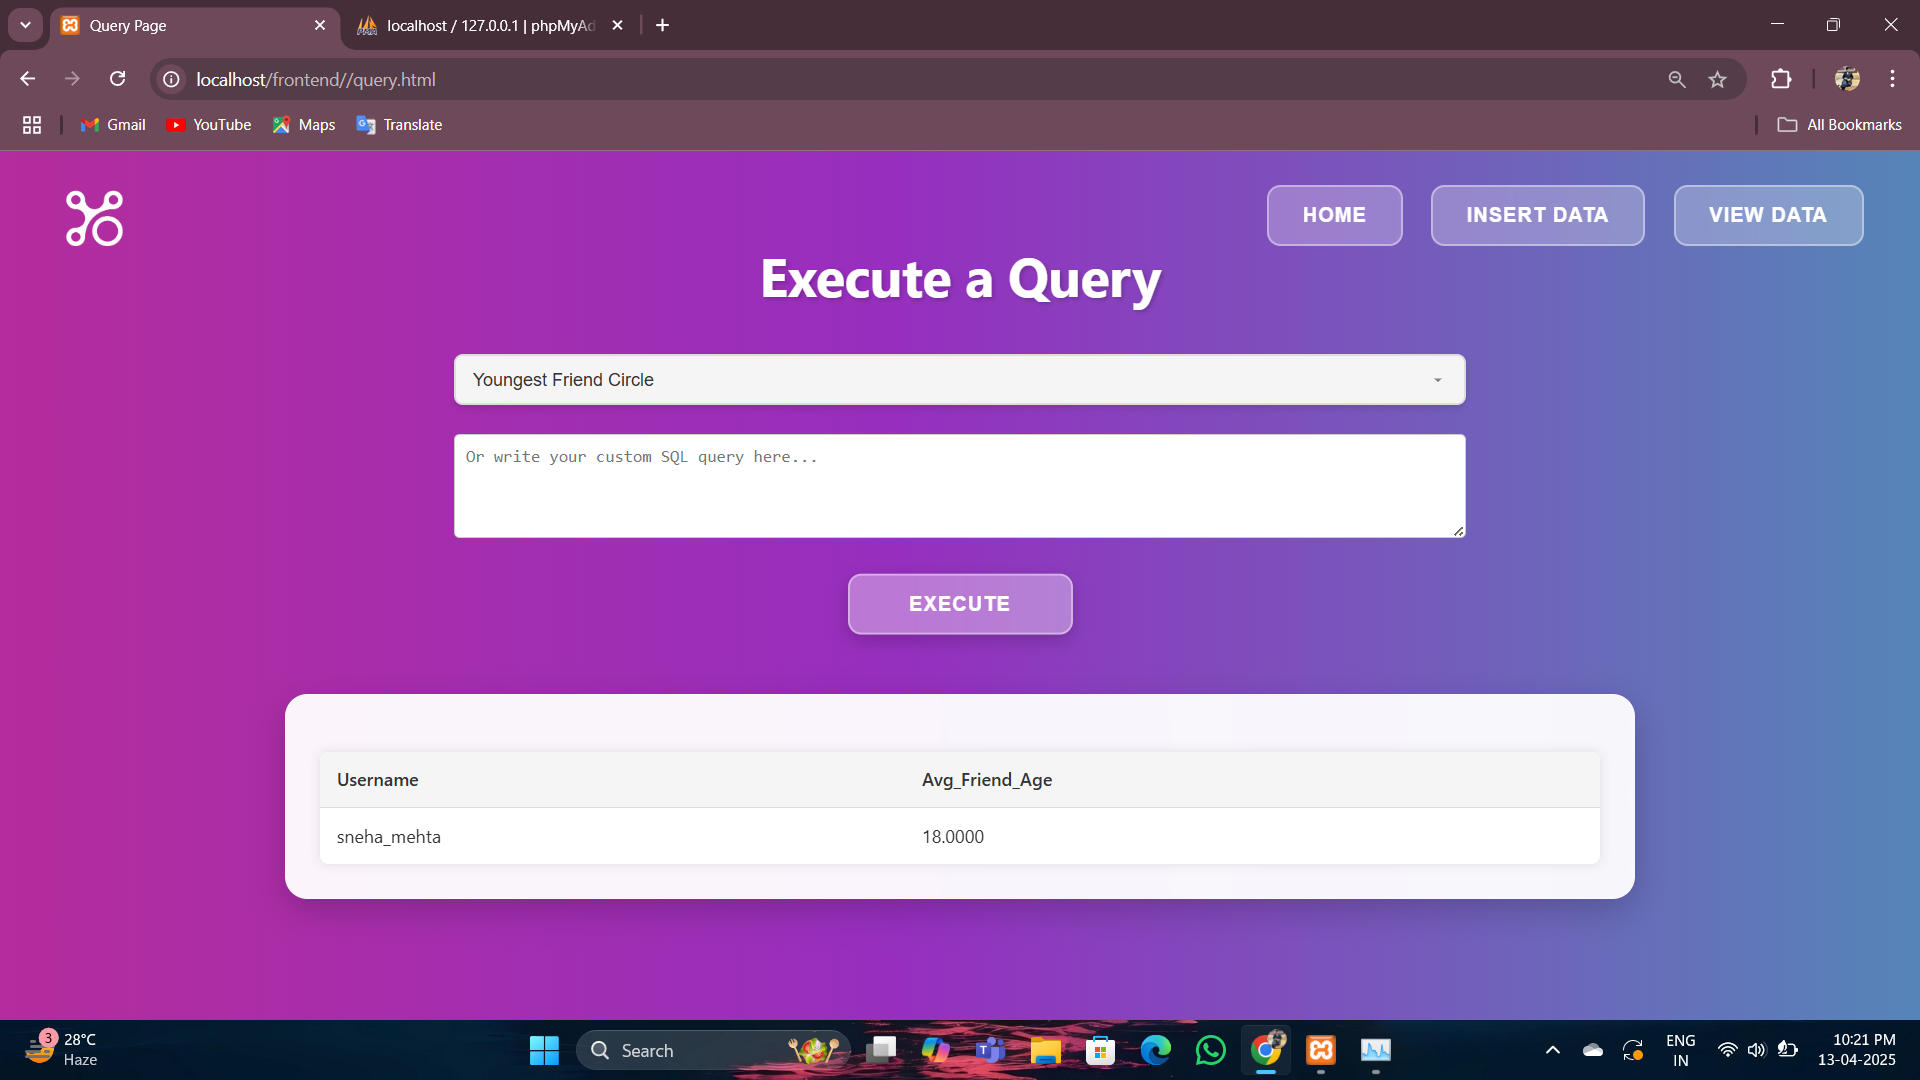 Query Page
localhost / 127.0.0.1 | phpMyAd
localhost/frontend//query.html
Gmail
YouTube
Maps
Translate
All Bookmarks
HOME
INSERT DATA
VIEW DATA
Execute a Query
Youngest Friend Circle
Or write your custom SQL query here...
EXECUTE
Username Avg_Friend_Age
sneha_mehta 18.0000
3
28°C
Haze
Search
ENG
IN
10:21 PM
13-04-2025